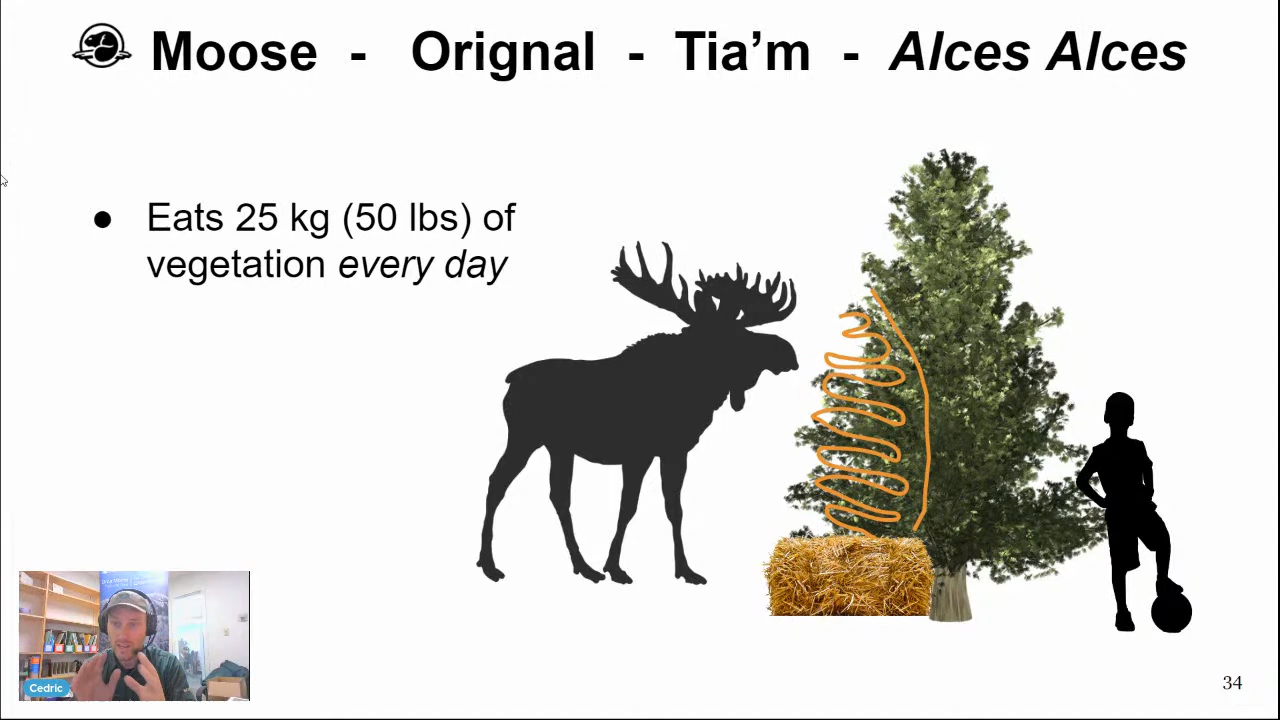 Moose - Orignal - Tia’m - Alces Alces
● Eats 25 kg (50 lbs) of
vegetation every day
Cedric
34